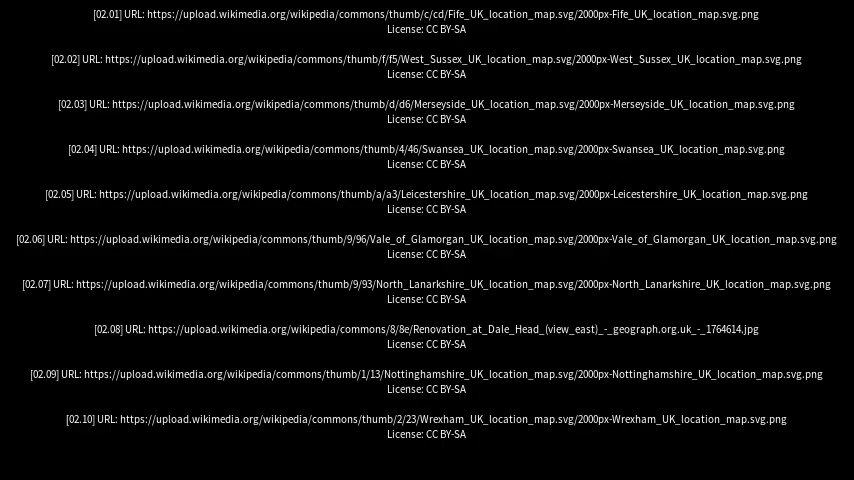 [02.01] URL: https://upload.wikimedia.org/wikipedia/commons/thumb/c/cd/Fife_UK_location_map.svg/2000px-Fife_UK_location_map.svg.png
License: CC BY-SA
[02.02] URL: https://upload.wikimedia.org/wikipedia/commons/thumb/f/f5/West_Sussex_UK_location_map.svg/2000px-West_Sussex_UK_location_map.svg.png
License: CC BY-SA
[02.03] URL: https://upload.wikimedia.org/wikipedia/commons/thumb/d/d6/Merseyside_UK_location_map.svg/2000px-Merseyside_UK_location_map.svg.png
License: CC BY-SA
[02.04] URL: https://upload.wikimedia.org/wikipedia/commons/thumb/4/46/Swansea_UK_location_map.svg/2000px-Swansea_UK_location_map.svg.png
License: CC BY-SA
[02.05] URL: https://upload.wikimedia.org/wikipedia/commons/thumb/a/a3/Leicestershire_UK_location_map.svg/2000px-Leicestershire_UK_location_map.svg.png
License: CC BY-SA
[02.06] URL: https://upload.wikimedia.org/wikipedia/commons/thumb/9/96/Vale_of_Glamorgan_UK_location_map.svg/2000px-Vale_of_Glamorgan_UK_location_map.svg.png
License: CC BY-SA
[02.07] URL: https://upload.wikimedia.org/wikipedia/commons/thumb/9/93/North_Lanarkshire_UK_location_map.svg/2000px-North_Lanarkshire_UK_location_map.svg.png
License: CC BY-SA
[02.08] URL: https://upload.wikimedia.org/wikipedia/commons/8/8e/Renovation_at_Dale_Head_(view_east)_-_geograph.org.uk_-_1764614.jpg
License: CC BY-SA
[02.09] URL: https://upload.wikimedia.org/wikipedia/commons/thumb/1/13/Nottinghamshire_UK_location_map.svg/2000px-Nottinghamshire_UK_location_map.svg.png
License: CC BY-SA
[02.10] URL: https://upload.wikimedia.org/wikipedia/commons/thumb/2/23/Wrexham_UK_location_map.svg/2000px-Wrexham_UK_location_map.svg.png
License: CC BY-SA